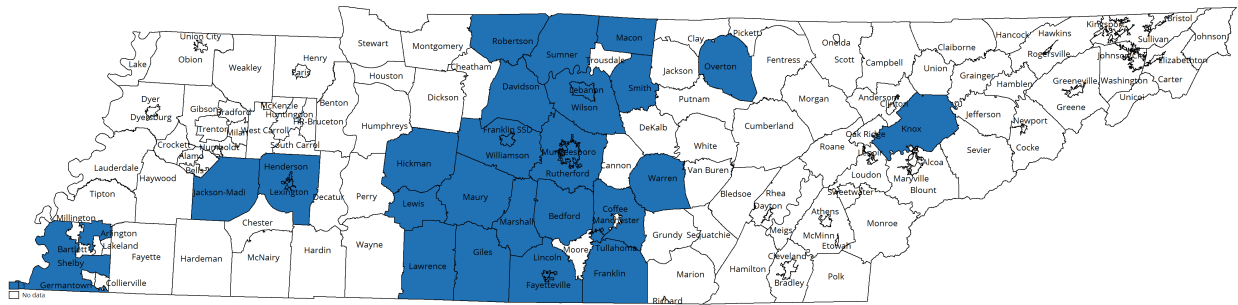 Stewart
Montgomery
Robertson
Sumner
Macon
Clay
Pickett
Kingsport
Bristol
Sullivan
Johnson
Hancock
Hawkins
Rogersville
Johnson City
Elizabethton
Union City
Obion
Lake
Weakley
Henry
Paris
Houston
Cheatham
Trousdale
Jackson
Overton
Fentress
Oneida
Scott
Campbell
Claiborne
Union
Grainger
Hamblen
Greeneville
Washington
Carter
Unicoi
Greene
Dyer
Dyersburg
Gibson
Bradford
McKenzie
Huntingdon
HR-Bruceton
Benton
Dickson
Davidson
Lebanon
Wilson
Smith
Putnam
Morgan
Anderson
Clinton
Knox
Jefferson
Newport
Cocke
Trenton
Milan
West Carroll
South Carroll
Humphreys
Franklin SSD
Williamson
Murfreesboro
Rutherford
DeKalb
Cumberland
White
Oak Ridge
Roane
Lenoir
Alcoa
Sevier
Crockett
Humboldt
Alamo
Bells
Lauderdale
Haywood
Henderson
Lexington
Jackson-Madi
Decatur
Perry
Hickman
Cannon
Warren
Van Buren
Loudon
Maryville
Blount
Tipton
Lewis
Maury
Marshall
Bedford
Coffee
Manchester
Bledsoe
Rhea
Dayton
Sweetwater
Athens
Monroe
Millington
Arlington
Bartlett
Lakeland
Shelby
Germantown
Collierville
Fayette
Hardeman
Chester
McNairy
Hardin
Wayne
Lawrence
Giles
Lincoln
Fayetteville
Moore
Tullahoma
Franklin
Grundy
Sequatchie
Meigs
McMinn
Etowah
Marion
Hamilton
Cleveland
Bradley
Polk
Richard
No data